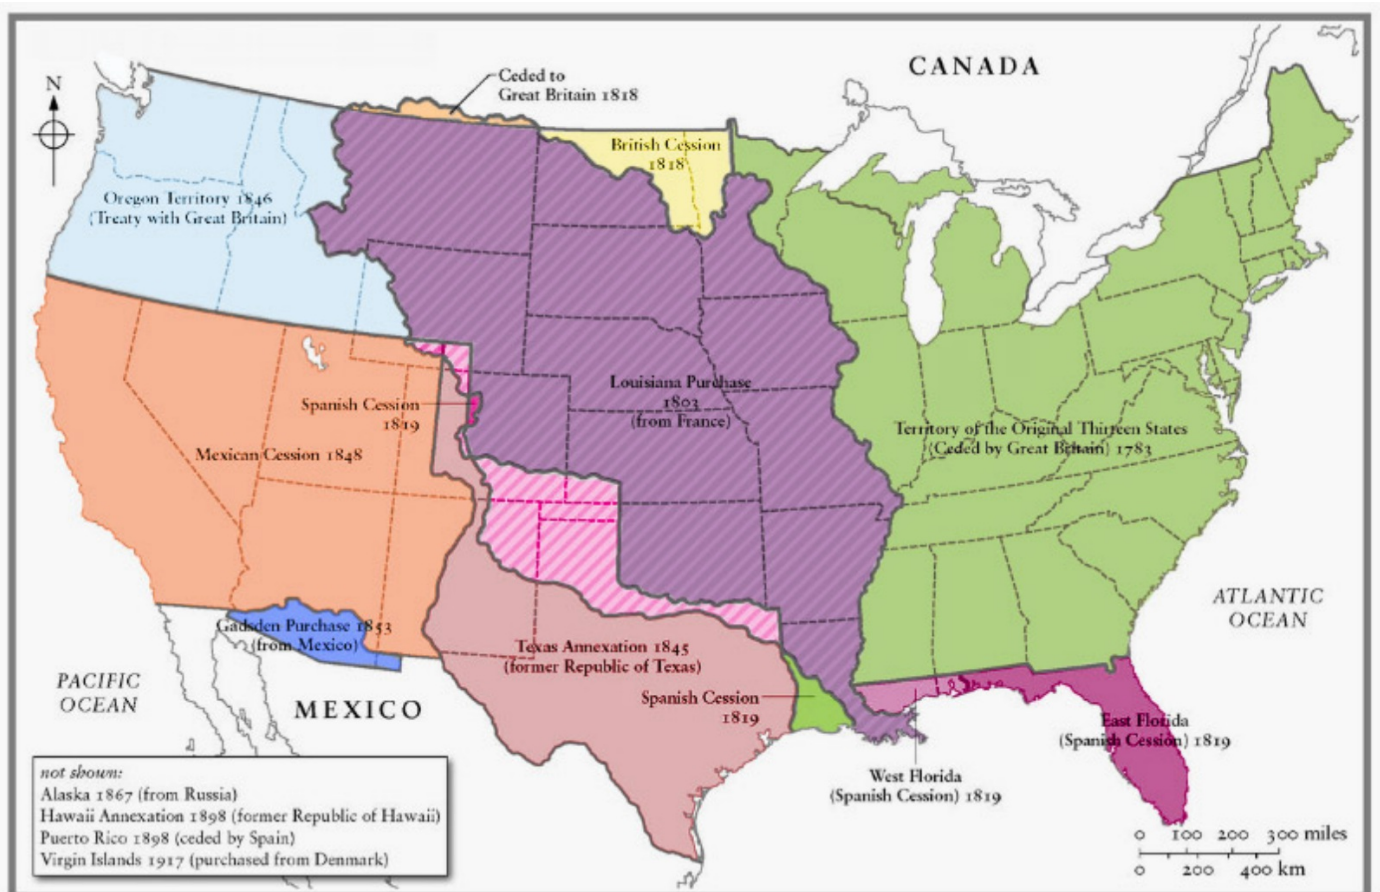 CANADA
N
Ceded to
Great Britain 1818
British Cession
1818
Oregon Territory 1846
(Treaty with Great Britain)
Louisiana Purchase
1803
(from France)
Spanish Cession
1819
Territory of the Original Thirteen States
(Ceded by Great Britain) 1783
Mexican Cession 1848
ATLANTIC
OCEAN
Gadsden Purchase 1853
(from Mexico)
Texas Annexation 1845
(former Republic of Texas)
PACIFIC
OCEAN
MEXICO
Spanish Cession
1819
East Florida
(Spanish Cession) 1819
West Florida
(Spanish Cession) 1819
not shown:
Alaska 1867 (from Russia)
Hawaii Annexation 1898 (former Republic of Hawaii)
Puerto Rico 1898 (ceded by Spain)
Virgin Islands 1917 (purchased from Denmark)
0 100 200 300 miles
0 200 400 km